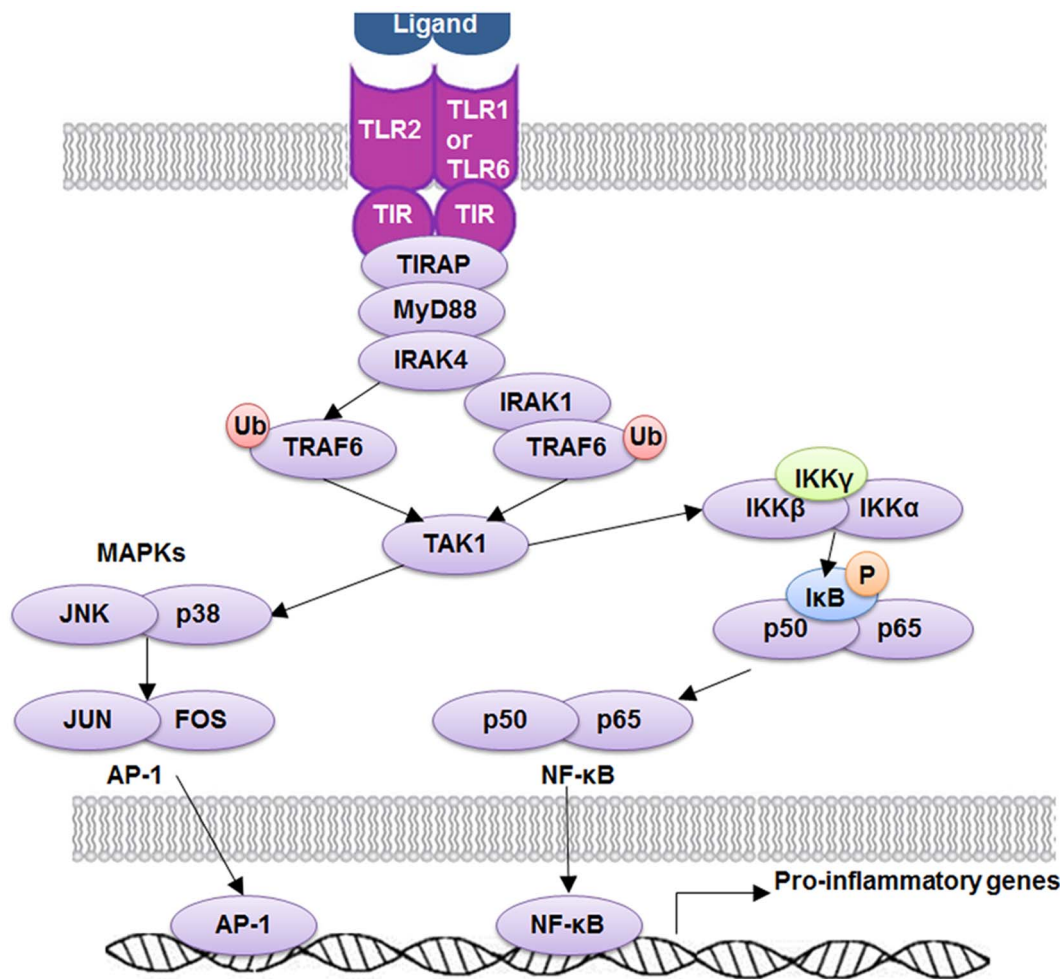 Ligand
TLR2
TLR1
or
TLR6
TIR
TIR
TIRAP
MyD88
IRAK4
IRAK1
Ub
TRAF6
TRAF6
Ub
IKKγ
IKKβ
IKKα
TAK1
MAPKs
P
IκB
JNK
p38
p50
p65
JUN
FOS
p50
p65
AP-1
NF-κB
Pro-inflammatory genes
AP-1
NF-κB